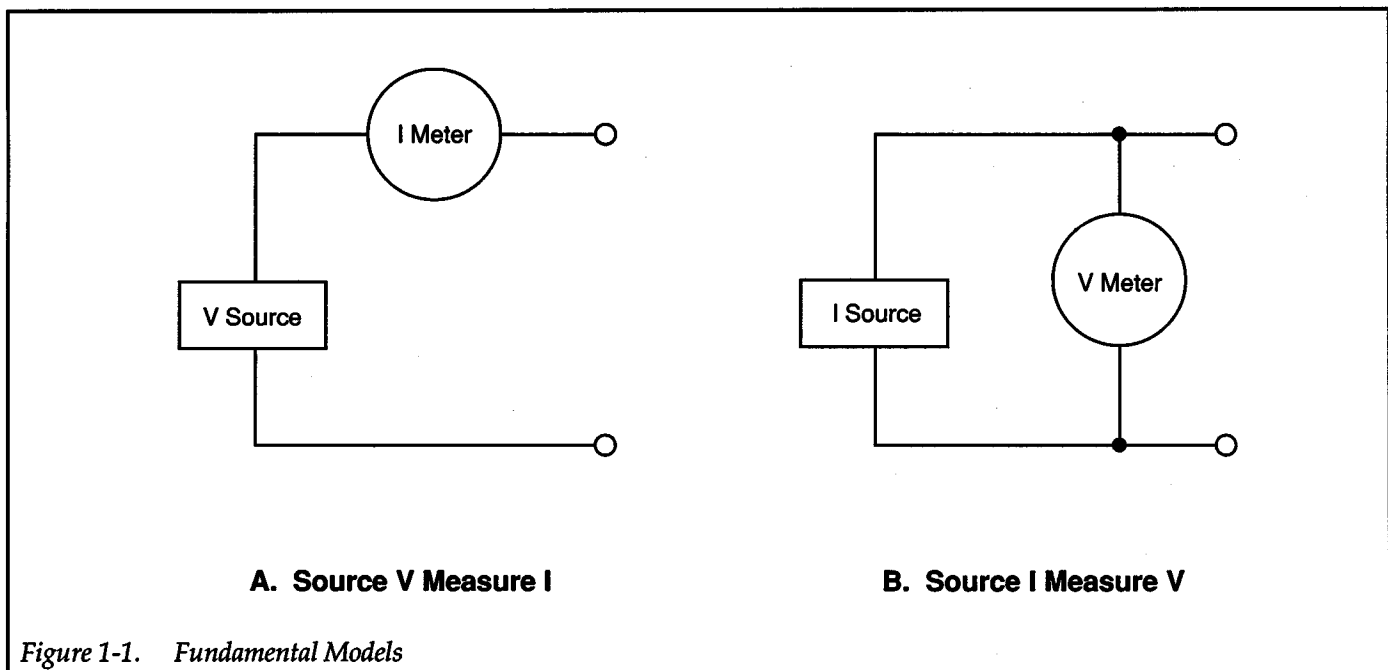 I Meter
V Source
A. Source V Measure I
I Source
V Meter
B. Source I Measure V
Figure 1-1. Fundamental Models